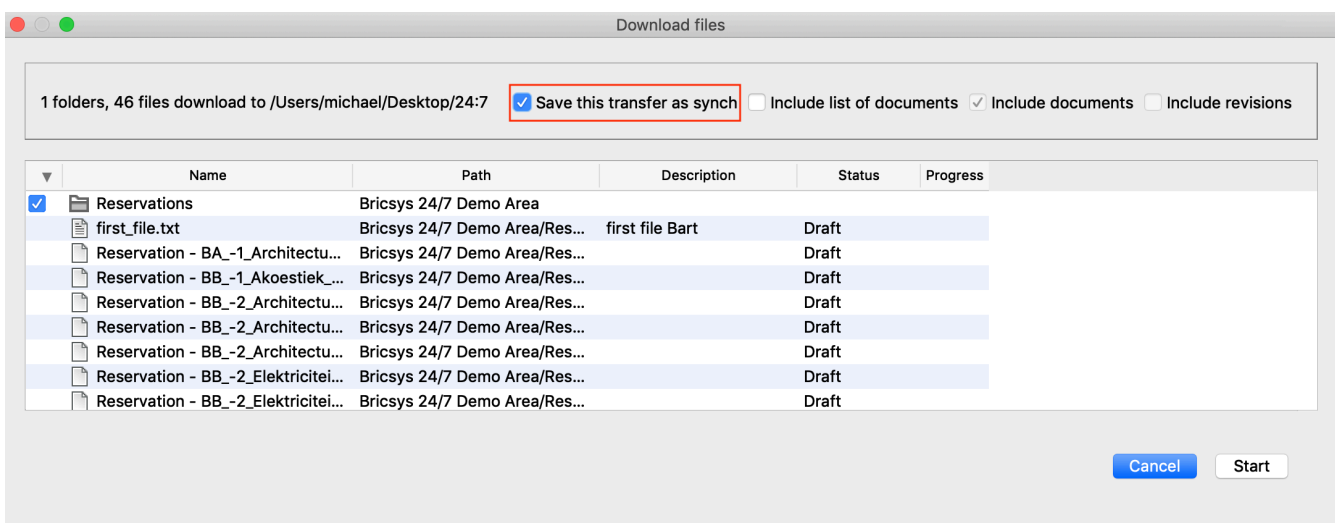 Download files
1 folders, 46 files download to /Users/michael/Desktop/24:7 Save this transfer as synch Include list of documents Include documents Include revisions
Name Path Description Status Progress
Reservations Bricsys 24/7 Demo Area
first_file.txt Bricsys 24/7 Demo Area/Res... first file Bart Draft
Reservation - BA_-1_Architectu... Bricsys 24/7 Demo Area/Res... Draft
Reservation - BB_-1_Akoestiek_... Bricsys 24/7 Demo Area/Res... Draft
Reservation - BB_-2_Architectu... Bricsys 24/7 Demo Area/Res... Draft
Reservation - BB_-2_Architectu... Bricsys 24/7 Demo Area/Res... Draft
Reservation - BB_-2_Architectu... Bricsys 24/7 Demo Area/Res... Draft
Reservation - BB_-2_Elektricitei... Bricsys 24/7 Demo Area/Res... Draft
Reservation - BB_-2_Elektricitei... Bricsys 24/7 Demo Area/Res... Draft
Cancel Start